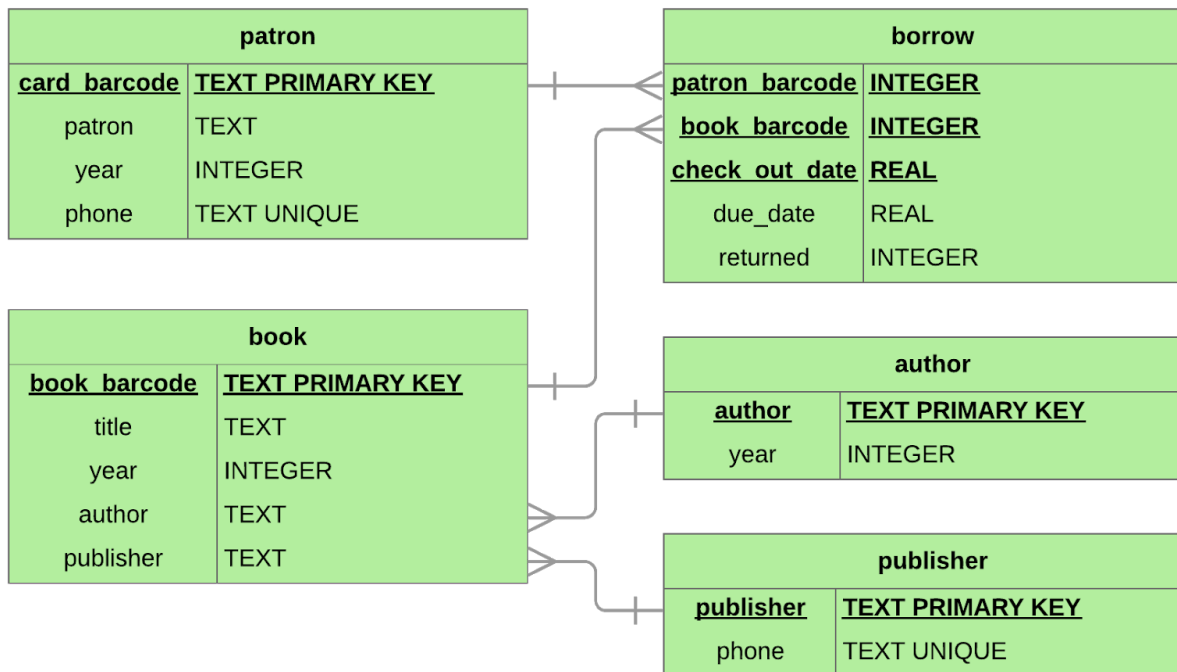 patron
card_barcode TEXT PRIMARY KEY
patron TEXT
year INTEGER
phone TEXT UNIQUE
borrow
patron_barcode INTEGER
book_barcode INTEGER
check_out_date REAL
due_date REAL
returned INTEGER
book
book_barcode TEXT PRIMARY KEY
title TEXT
year INTEGER
author TEXT
publisher TEXT
author
author TEXT PRIMARY KEY
year INTEGER
publisher
publisher TEXT PRIMARY KEY
phone TEXT UNIQUE